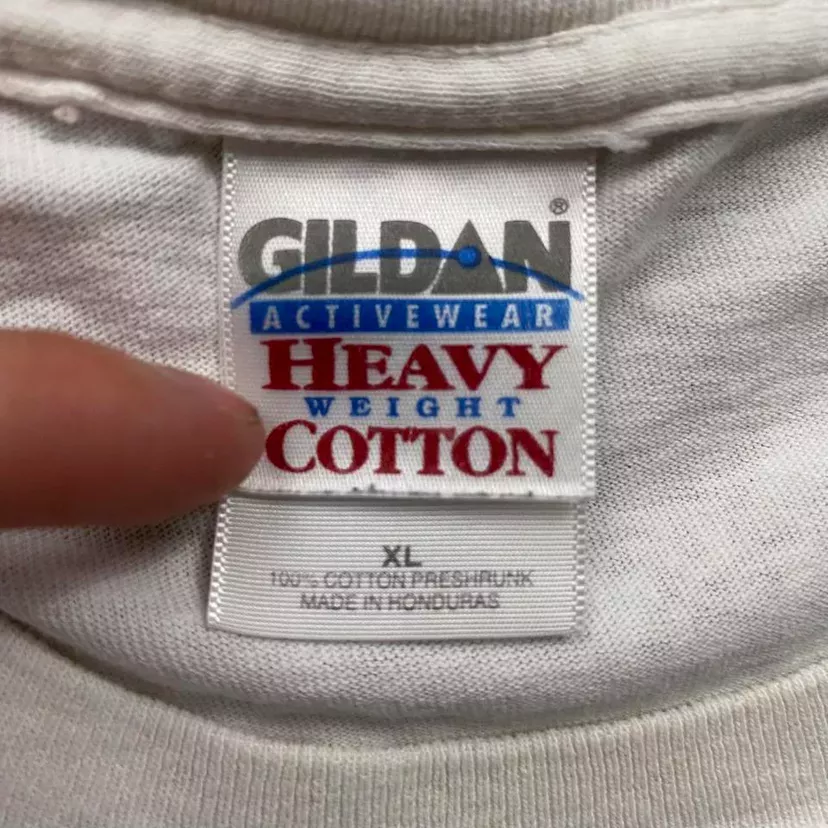 GILDAN®
ACTIVEWEAR
HEAVY
WEIGHT
COTTON
XL
100% COTTON PRESHRUNK
MADE IN HONDURAS